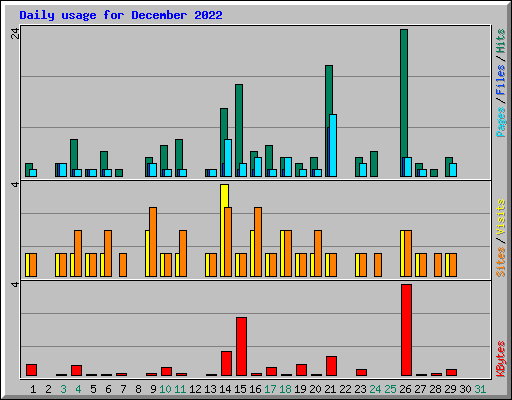 Daily usage for December 2022
24
Pages / Files / Hits
4
Sites / Visits
4
KBytes
1 2 3 4 5 6 7 8 9 10 11 12 13 14 15 16 17 18 19 20 21 22 23 24 25 26 27 28 29 30 31